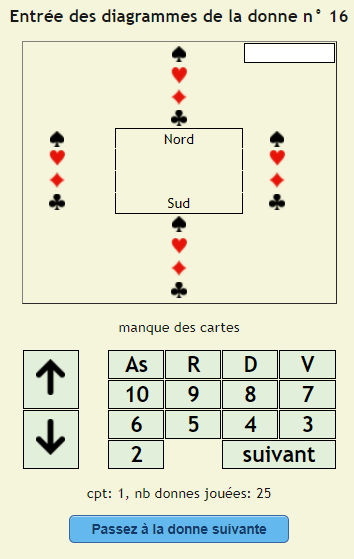 Entrée des diagrammes de la donne n° 16
Nord
Sud
manque des cartes
As R D V
10 9 8 7
6 5 4 3
2 suivant
cpt: 1, nb donnes jouées: 25
Passez à la donne suivante